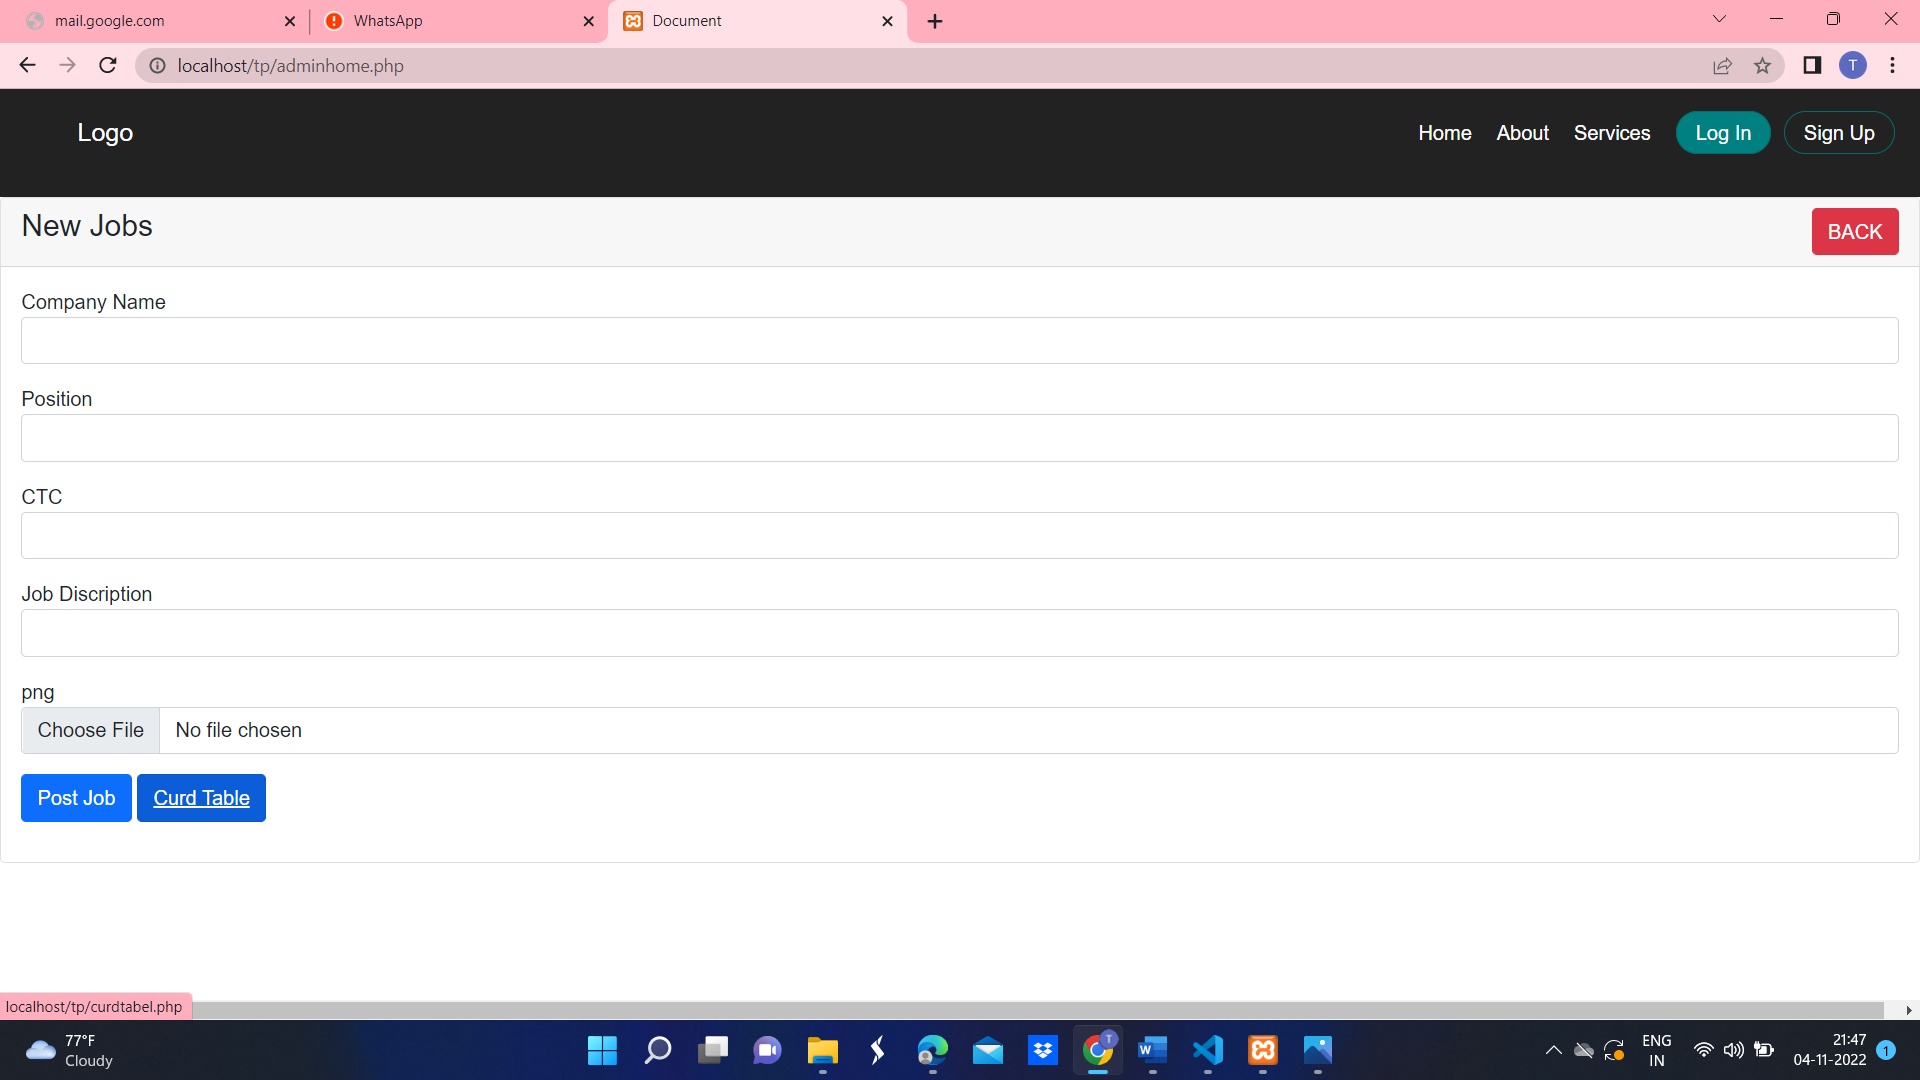 mail.google.com
WhatsApp
Document
localhost/tp/adminhome.php
T
Logo
Home
About
Services
Log In
Sign Up
New Jobs
BACK
Company Name
Position
CTC
Job Discription
png
Choose File
No file chosen
Post Job
Curd Table
localhost/tp/curdtabel.php
77°F
Cloudy
T
W
ENG
IN
21:47
04-11-2022
1